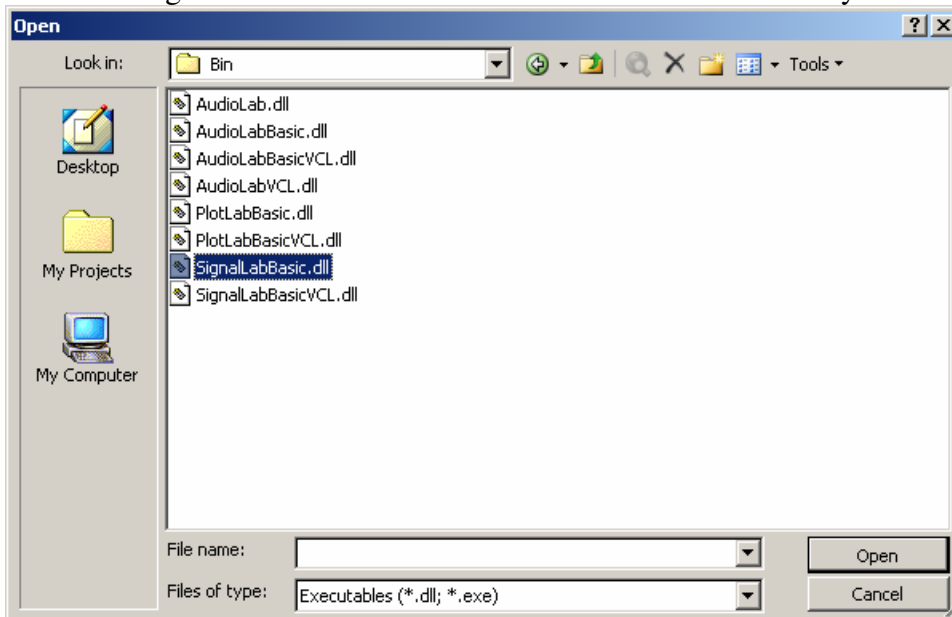 Open
Look in:
Bin
Tools
Desktop
My Projects
My Computer
AudioLab.dll
AudioLabBasic.dll
AudioLabBasicVCL.dll
AudioLabVCL.dll
PlotLabBasic.dll
PlotLabBasicVCL.dll
SignalLabBasic.dll
SignalLabBasicVCL.dll
File name:
Open
Files of type:
Executables (*.dll; *.exe)
Cancel